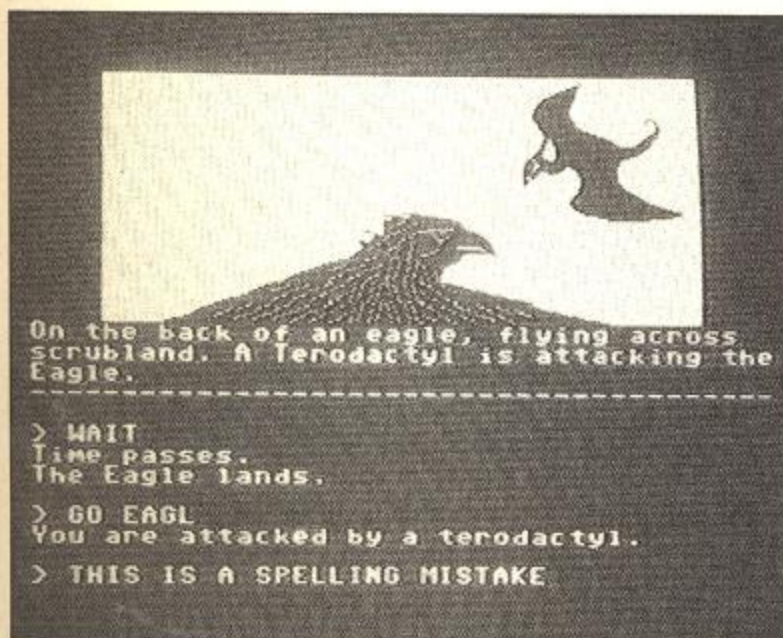 On the back of an eagle, flying across
scrubland. A Terodactyl is attacking the
Eagle.
> WAIT
Time passes.
The Eagle lands.
> GO EAGL
You are attacked by a terodactyl.
> THIS IS A SPELLING MISTAKE